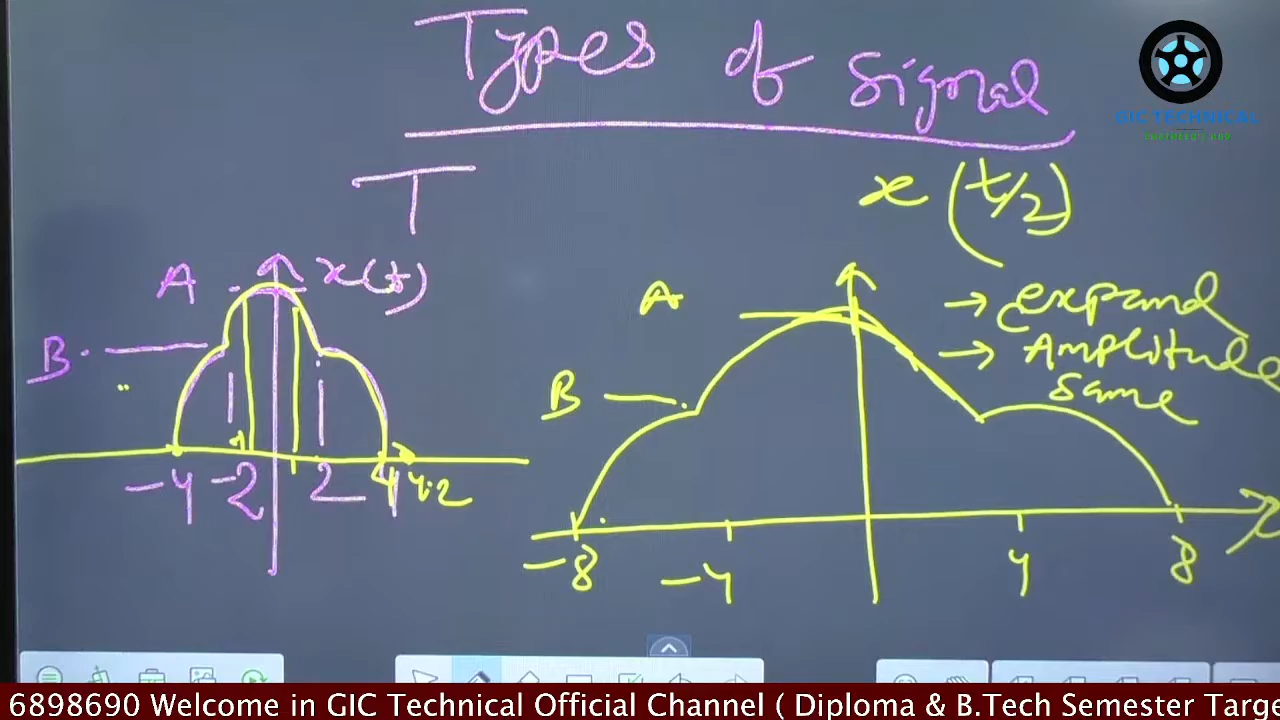 Types of Signal
GIC TECHNICAL
T
x(t/2)
A
x(t)
B
-4 -2 2 4 4.2
A
B
→ expand
→ Amplitude
same
-8 -4 4 8
6898690 Welcome in GIC Technical Official Channel ( Diploma & B.Tech Semester Targe